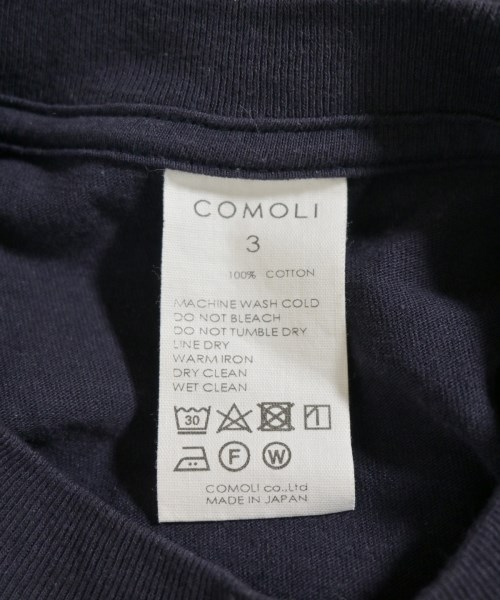 COMOLI
3
100% COTTON
MACHINE WASH COLD
DO NOT BLEACH
DO NOT TUMBLE DRY
LINE DRY
WARM IRON
DRY CLEAN
WET CLEAN
30
F W
COMOLI co.,Ltd
MADE IN JAPAN